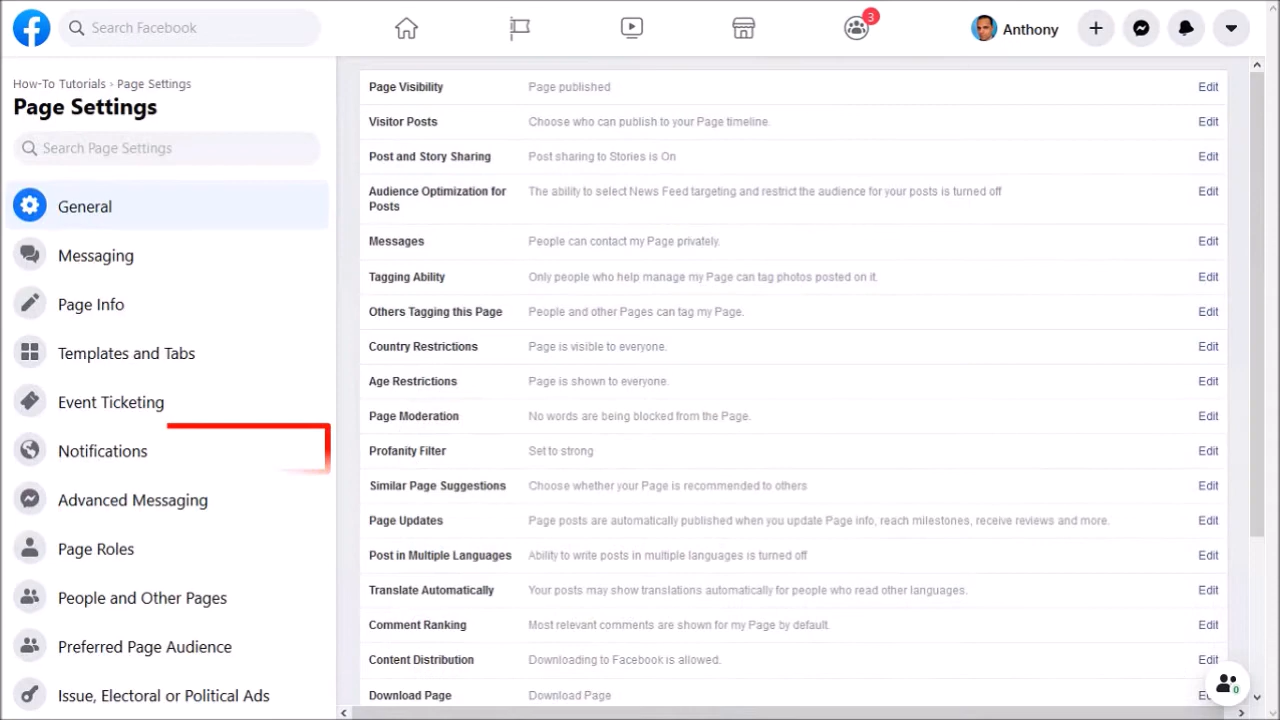 Search Facebook
3
Anthony
How-To Tutorials › Page Settings
Page Settings
Search Page Settings
General
Messaging
Page Info
Templates and Tabs
Event Ticketing
Notifications
Advanced Messaging
Page Roles
People and Other Pages
Preferred Page Audience
Issue, Electoral or Political Ads
Page Visibility Page published Edit
Visitor Posts Choose who can publish to your Page timeline. Edit
Post and Story Sharing Post sharing to Stories is On Edit
Audience Optimization for The ability to select News Feed targeting and restrict the audience for your posts is turned off Edit
Posts
Messages People can contact my Page privately. Edit
Tagging Ability Only people who help manage my Page can tag photos posted on it. Edit
Others Tagging this Page People and other Pages can tag my Page. Edit
Country Restrictions Page is visible to everyone. Edit
Age Restrictions Page is shown to everyone. Edit
Page Moderation No words are being blocked from the Page. Edit
Profanity Filter Set to strong Edit
Similar Page Suggestions Choose whether your Page is recommended to others Edit
Page Updates Page posts are automatically published when you update Page info, reach milestones, receive reviews and more. Edit
Post in Multiple Languages Ability to write posts in multiple languages is turned off Edit
Translate Automatically Your posts may show translations automatically for people who read other languages. Edit
Comment Ranking Most relevant comments are shown for my Page by default. Edit
Content Distribution Downloading to Facebook is allowed. Edit
Download Page Download Page
0